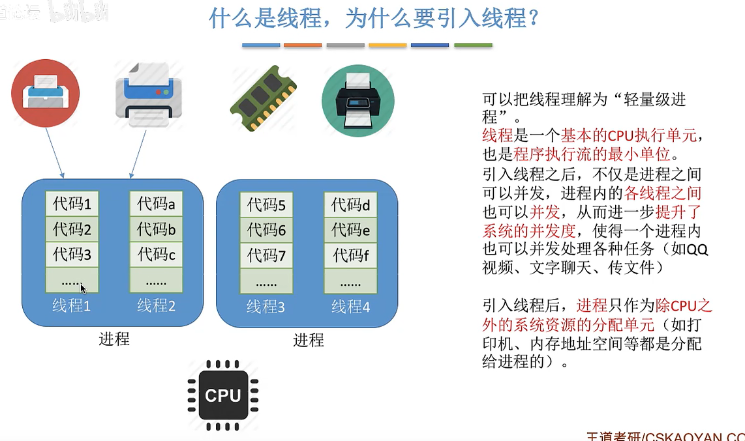 什么是线程，为什么要引入线程？
可以把线程理解为“轻量级进
程”。
线程是一个基本的CPU执行单元，
也是程序执行流的最小单位。
引入线程之后，不仅是进程之间
可以并发，进程内的各线程之间
也可以并发，从而进一步提升了
系统的并发度，使得一个进程内
也可以并发处理各种任务（如QQ
视频、文字聊天、传文件）
引入线程后，进程只作为除CPU之
外的系统资源的分配单元（如打
印机、内存地址空间等都是分配
给进程的）。
代码1
代码2
代码3
......
线程1
代码a
代码b
代码c
......
线程2
进程
代码5
代码6
代码7
......
线程3
代码d
代码e
代码f
......
线程4
进程
CPU
王道考研/CSKAOYAN.CO